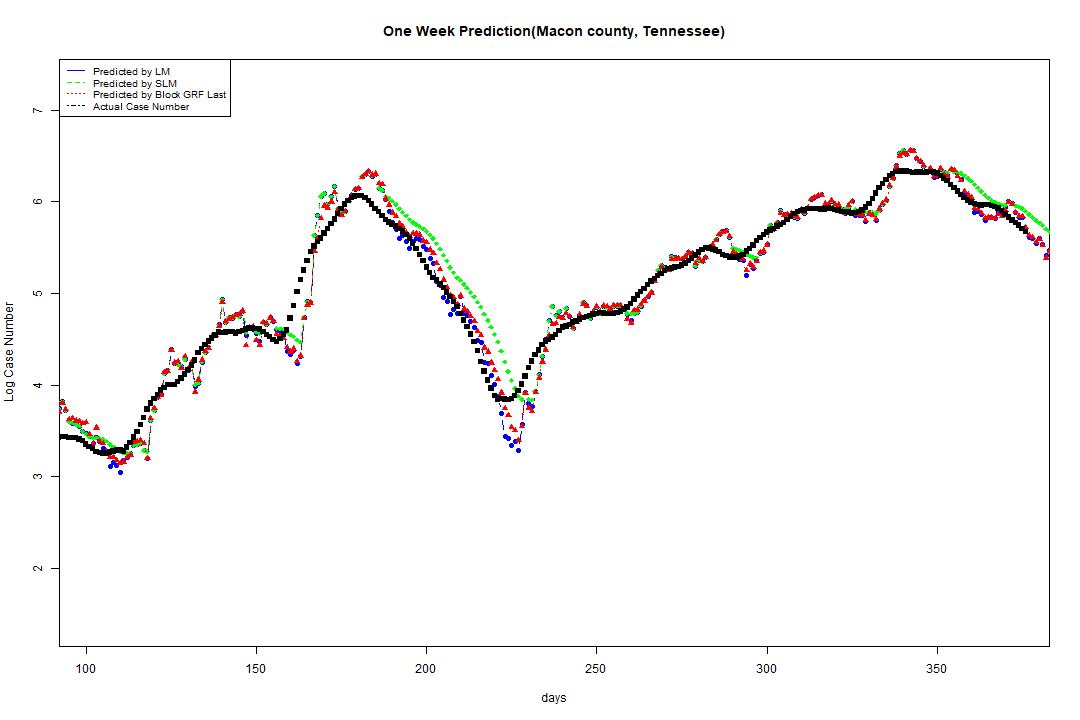 One Week Prediction(Macon county, Tennessee)
Predicted by LM
Predicted by SLM
Predicted by Block GRF Last
Actual Case Number
7
6
5
4
3
2
Log Case Number
100 150 200 250 300 350
days